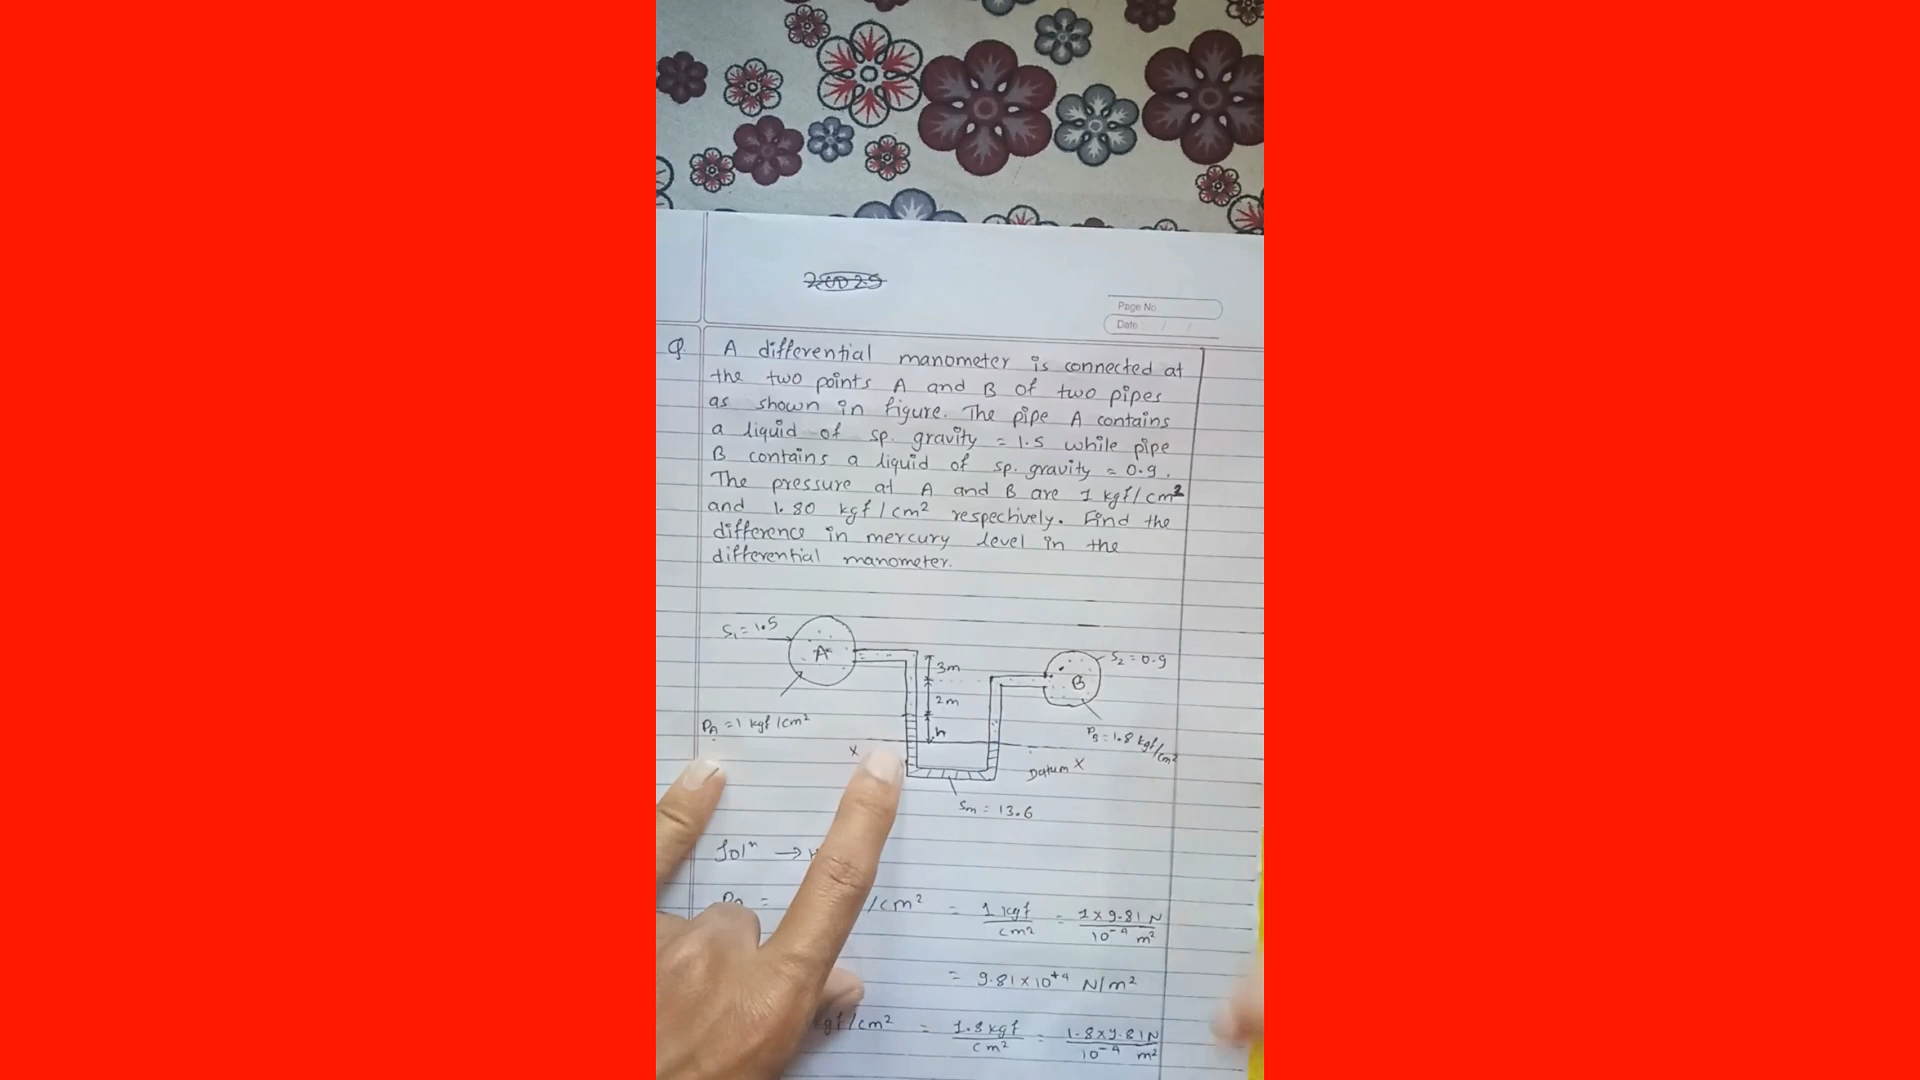 Page No
Date / /
Q. A differential manometer is connected at
the two points A and B of two pipes
as shown in figure. The pipe A contains
a liquid of sp. gravity = 1.5 while pipe
B contains a liquid of sp. gravity = 0.9.
The pressure at A and B are 1 kgf/cm²
and 1.80 kgf/cm² respectively. Find the
difference in mercury level in the
differential manometer.
S₁ = 1.5
A
3m
S₂ = 0.9
B
2m
PA = 1 kgf/cm²
h
PB = 1.8 kgf/cm²
X
Datum X
Sm = 13.6
Solⁿ →
PA = /cm² = 1 kgf/cm² = 1 x 9.81 N/10⁻⁴ m²
= 9.81 x 10⁺⁴ N/m²
kgf/cm² = 1.8 kgf/cm² = 1.8 x 9.81 N/10⁻⁴ m²